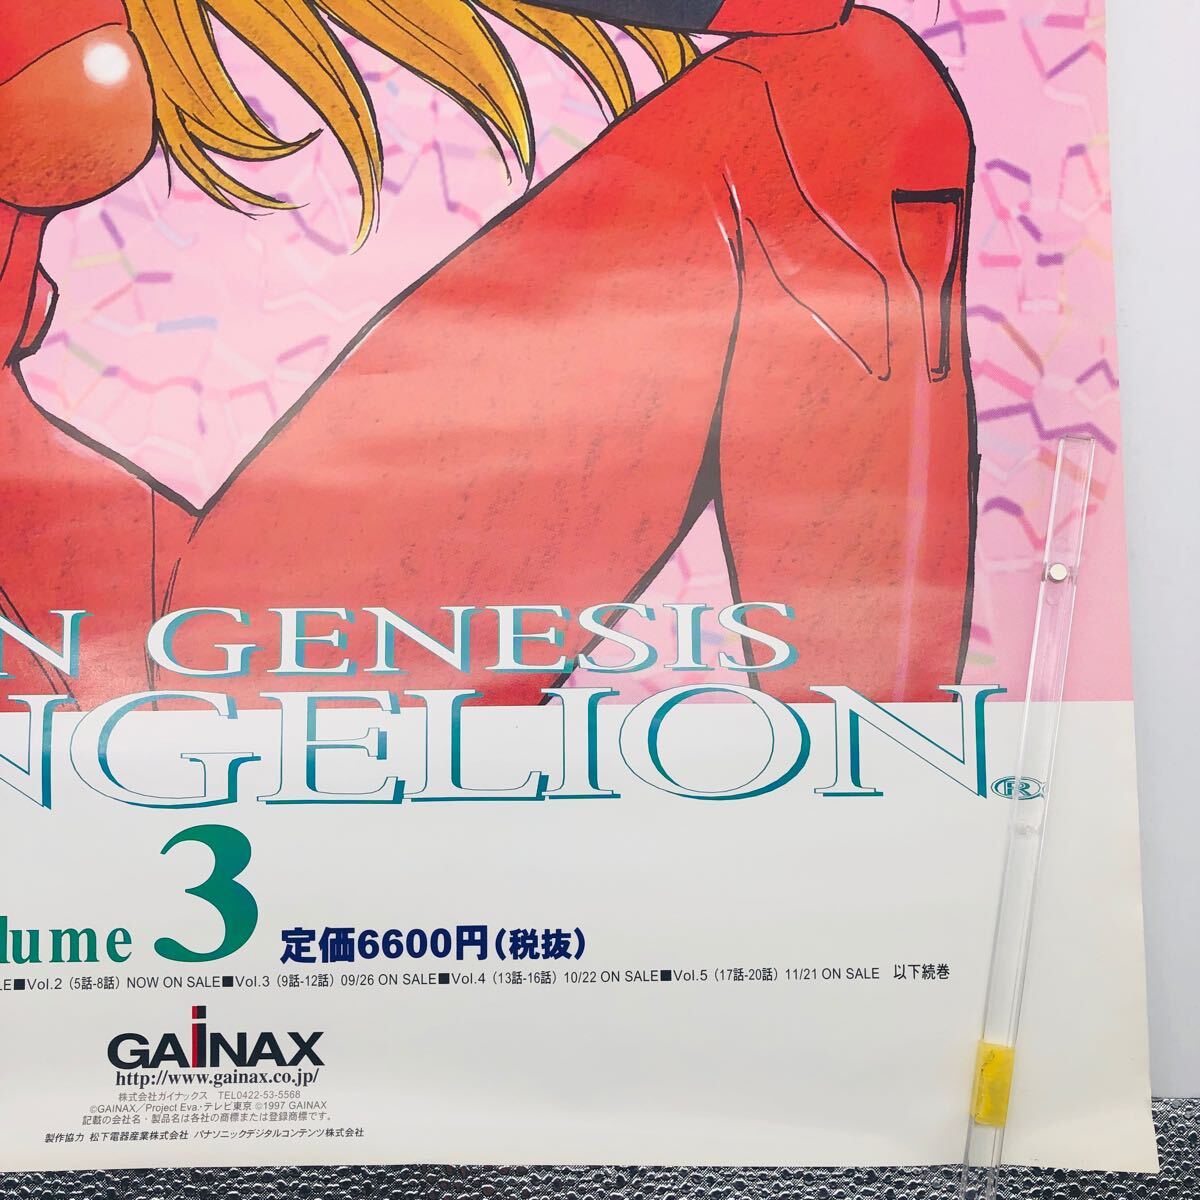 N GENESIS
NGELION®
lume 3 定価6600円(税抜)
LE■Vol.2（5話-8話）NOW ON SALE■Vol.3（9話-12話）09/26 ON SALE■Vol.4（13話-16話）10/22 ON SALE■Vol.5（17話-20話）11/21 ON SALE 以下続巻
GAiNAX
http://www.gainax.co.jp/
株式会社ガイナックス TEL0422-53-5568
©GAINAX／Project Eva.･テレビ東京 ©1997 GAINAX
記載の会社名・製品名は各社の商標または登録商標です。
製作協力 松下電器産業株式会社 パナソニックデジタルコンテンツ株式会社